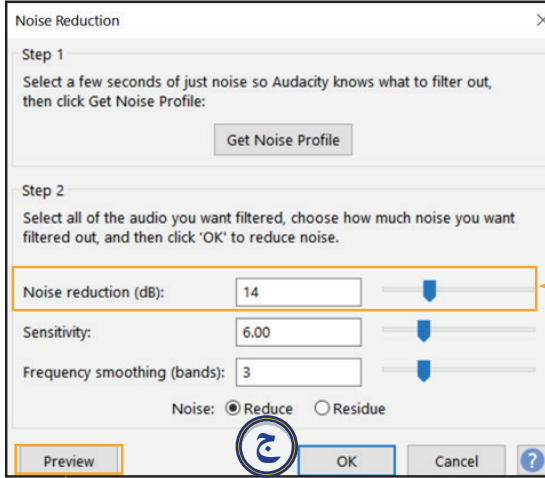 Noise Reduction
Step 1
Select a few seconds of just noise so Audacity knows what to filter out,
then click Get Noise Profile:
Get Noise Profile
Step 2
Select all of the audio you want filtered, choose how much noise you want
filtered out, and then click 'OK' to reduce noise.
Noise reduction (dB): 14
Sensitivity: 6.00
Frequency smoothing (bands): 3
Noise: Reduce Residue
Preview ج OK Cancel ?